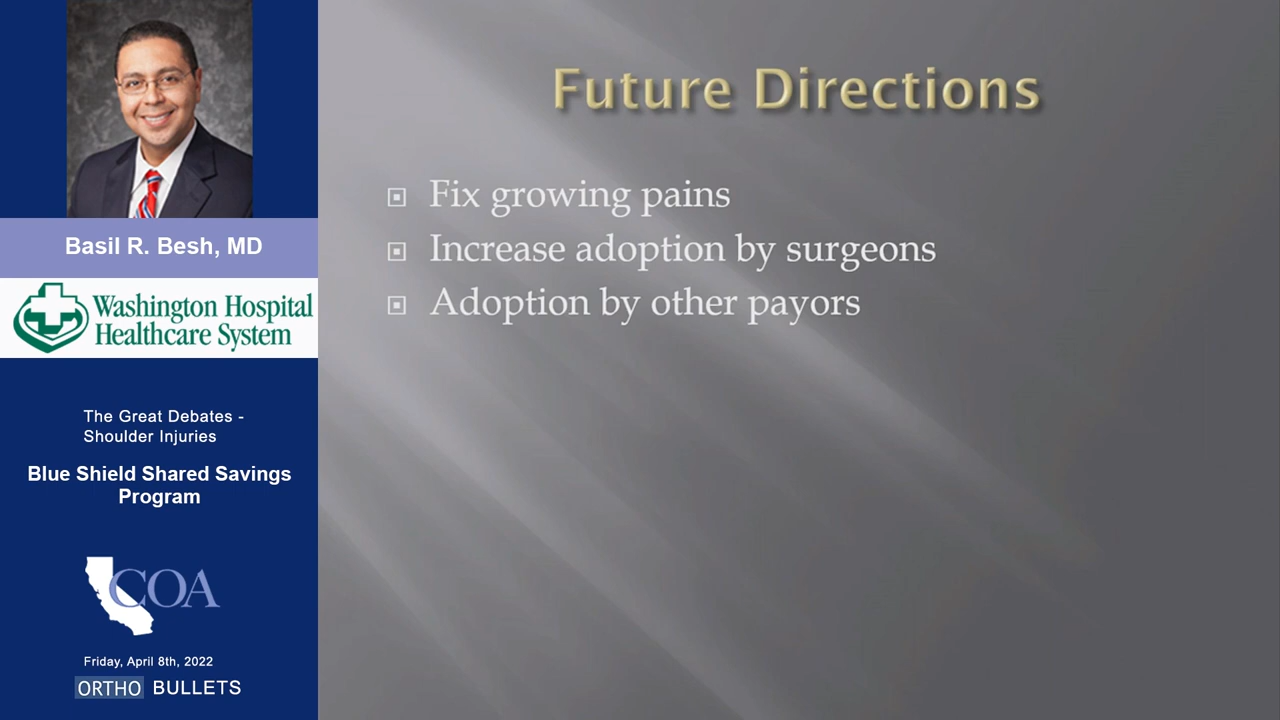 Basil R. Besh, MD
Washington Hospital
Healthcare System
The Great Debates -
Shoulder Injuries
Blue Shield Shared Savings
Program
COA
Friday, April 8th, 2022
ORTHO BULLETS
Future Directions
Fix growing pains
Increase adoption by surgeons
Adoption by other payors